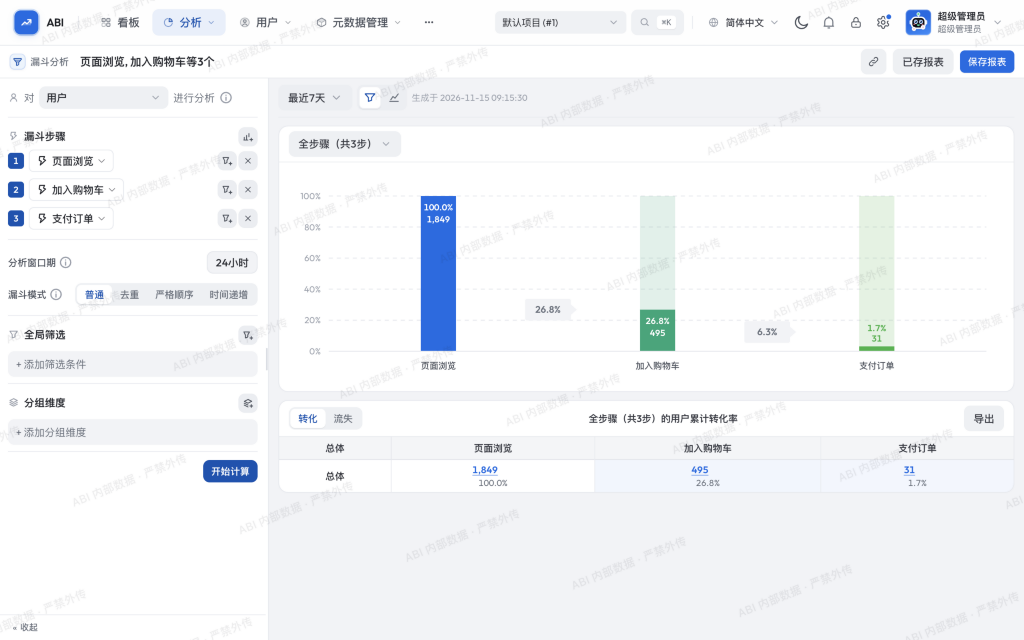 ABI
看板
分析
用户
元数据管理
默认项目 (#1)
⌘K
简体中文
超级管理员
超级管理员
漏斗分析
页面浏览, 加入购物车等3个
已存报表
保存报表
对
用户
进行分析
漏斗步骤
1
页面浏览
2
加入购物车
3
支付订单
分析窗口期
24小时
漏斗模式
普通
去重
严格顺序
时间递增
全局筛选
+ 添加筛选条件
分组维度
+ 添加分组维度
开始计算
« 收起
最近7天
生成于 2026-11-15 09:15:30
全步骤（共3步）
100%
80%
60%
40%
20%
0%
100.0%
1,849
26.8%
26.8%
495
6.3%
1.7%
31
页面浏览
加入购物车
支付订单
转化
流失
全步骤（共3步）的用户累计转化率
导出
总体
页面浏览
加入购物车
支付订单
总体
1,849
100.0%
495
26.8%
31
1.7%
ABI 内部数据 · 严禁外传